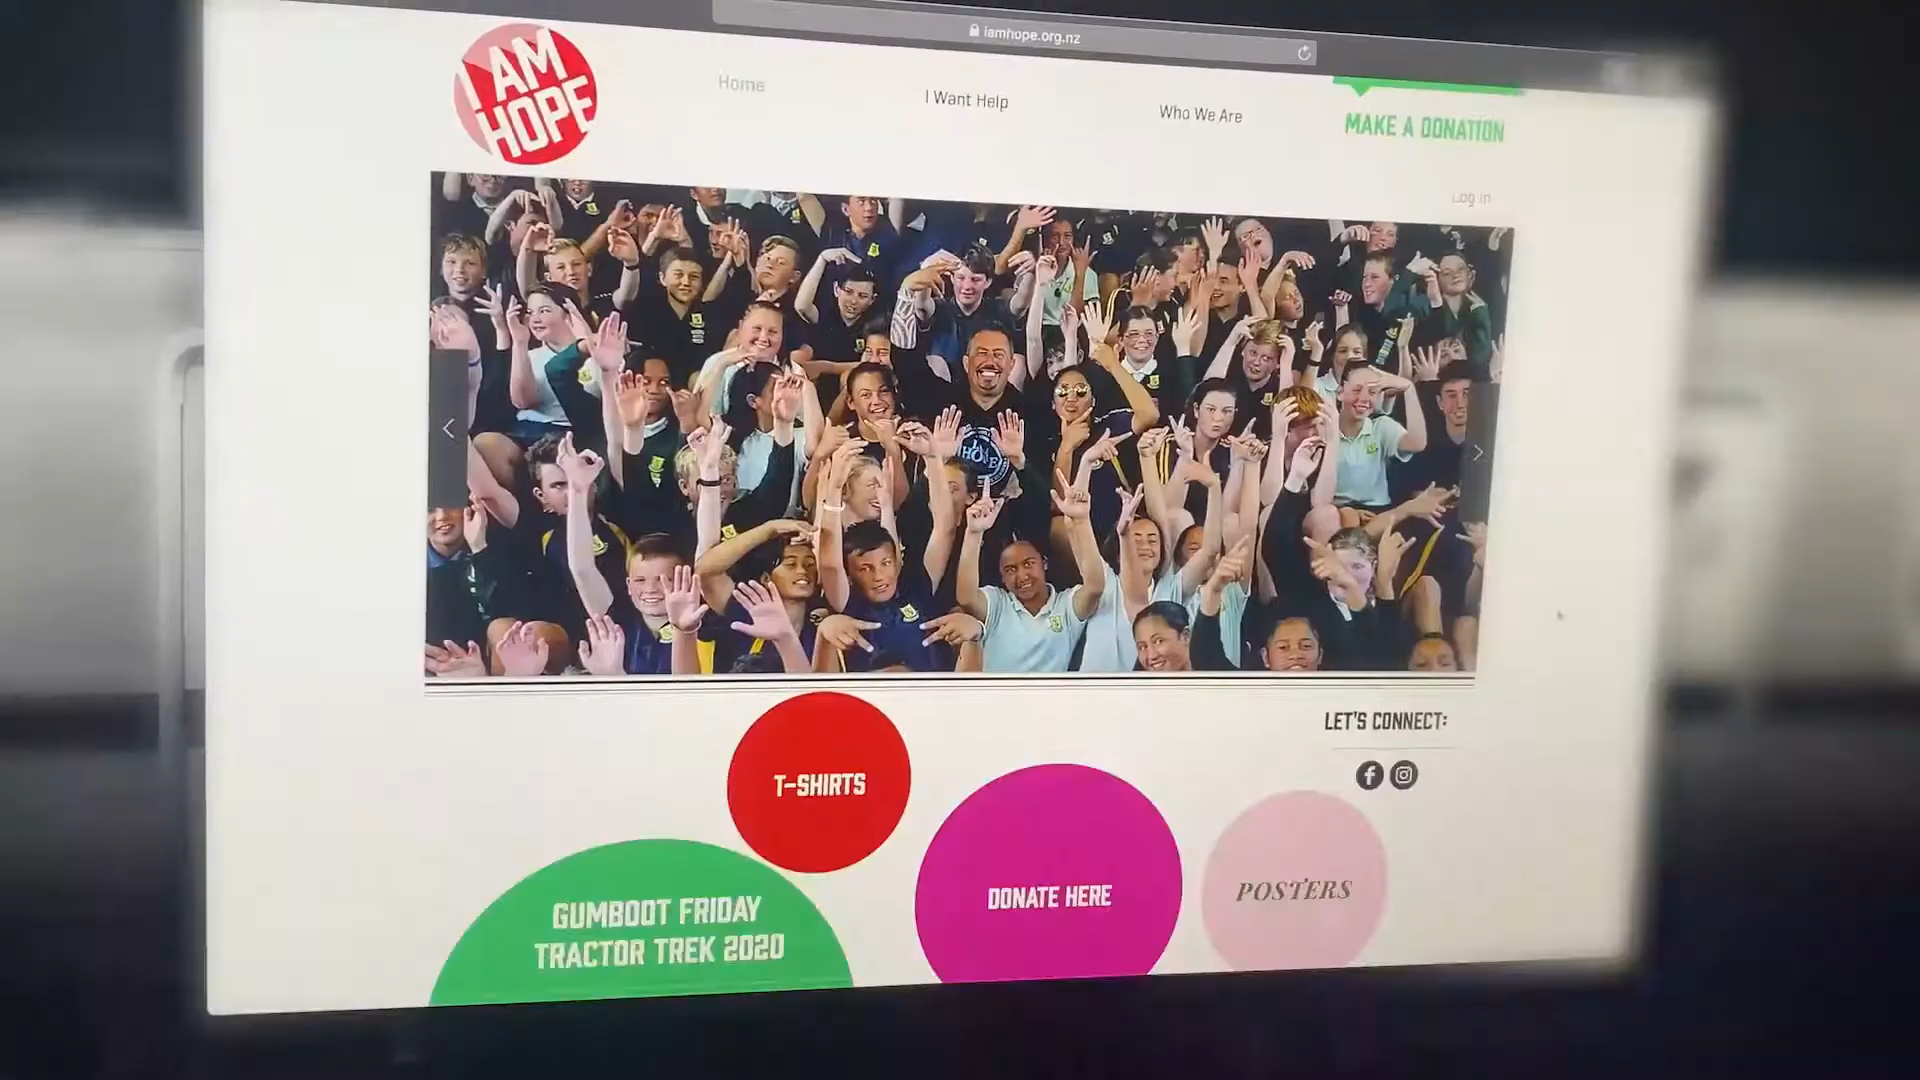 iamhope.org.nz
I AM
HOPE
Home
I Want Help
Who We Are
MAKE A DONATION
Log In
HOPE
LET'S CONNECT:
T-SHIRTS
DONATE HERE
POSTERS
GUMBOOT FRIDAY
TRACTOR TREK 2020